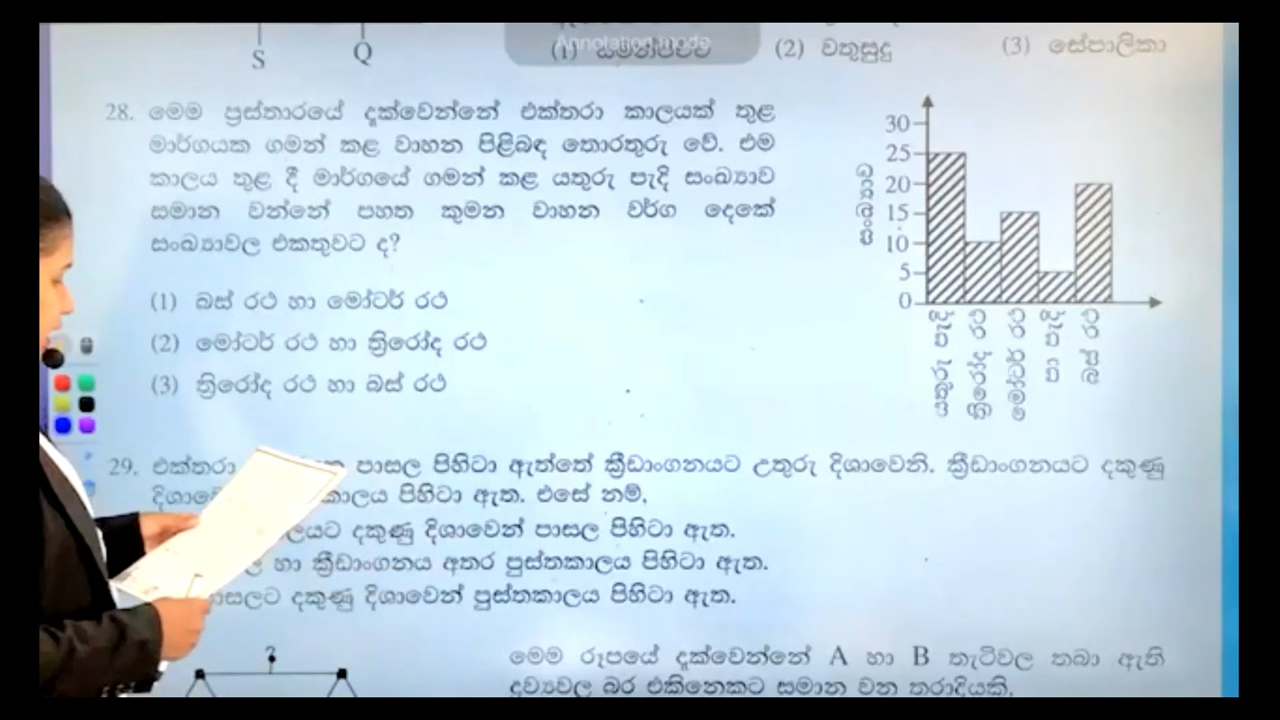 S Q (2) වතුසුදු (3) සේපාලිකා
Annotation mode
28. මෙම ප්‍රස්තාරයේ දක්වෙන්නේ එක්තරා කාලයක් තුළ
මාර්ගයක ගමන් කළ වාහන පිළිබඳ තොරතුරු වේ. එම
කාලය තුළ දී මාර්ගයේ ගමන් කළ යතුරු පැදි සංඛ්‍යාව
සමාන වන්නේ පහත කුමන වාහන වර්ග දෙකේ
සංඛ්‍යාවල එකතුවට ද?
(1) බස් රථ හා මෝටර් රථ
(2) මෝටර් රථ හා ත්‍රිරෝද රථ
(3) ත්‍රිරෝද රථ හා බස් රථ
සංඛ්‍යාව
30
25
20
15
10
5
0
යතුරු පැදි
ත්‍රිරෝද රථ
මෝටර් රථ
පා පැදි
බස් රථ
29. එක්තරා පාසල පිහිටා ඇත්තේ ක්‍රීඩාංගනයට උතුරු දිශාවෙනි. ක්‍රීඩාංගනයට දකුණු
පිහිටා ඇත. එසේ නම්,
දකුණු දිශාවෙන් පාසල පිහිටා ඇත.
හා ක්‍රීඩාංගනය අතර පුස්තකාලය පිහිටා ඇත.
දකුණු දිශාවෙන් පුස්තකාලය පිහිටා ඇත.
?
මෙම රූපයේ දක්වෙන්නේ A හා B තැටිවල තබා ඇති
ද්‍රව්‍යවල බර එකිනෙකට සමාන වන තරාදියකි.